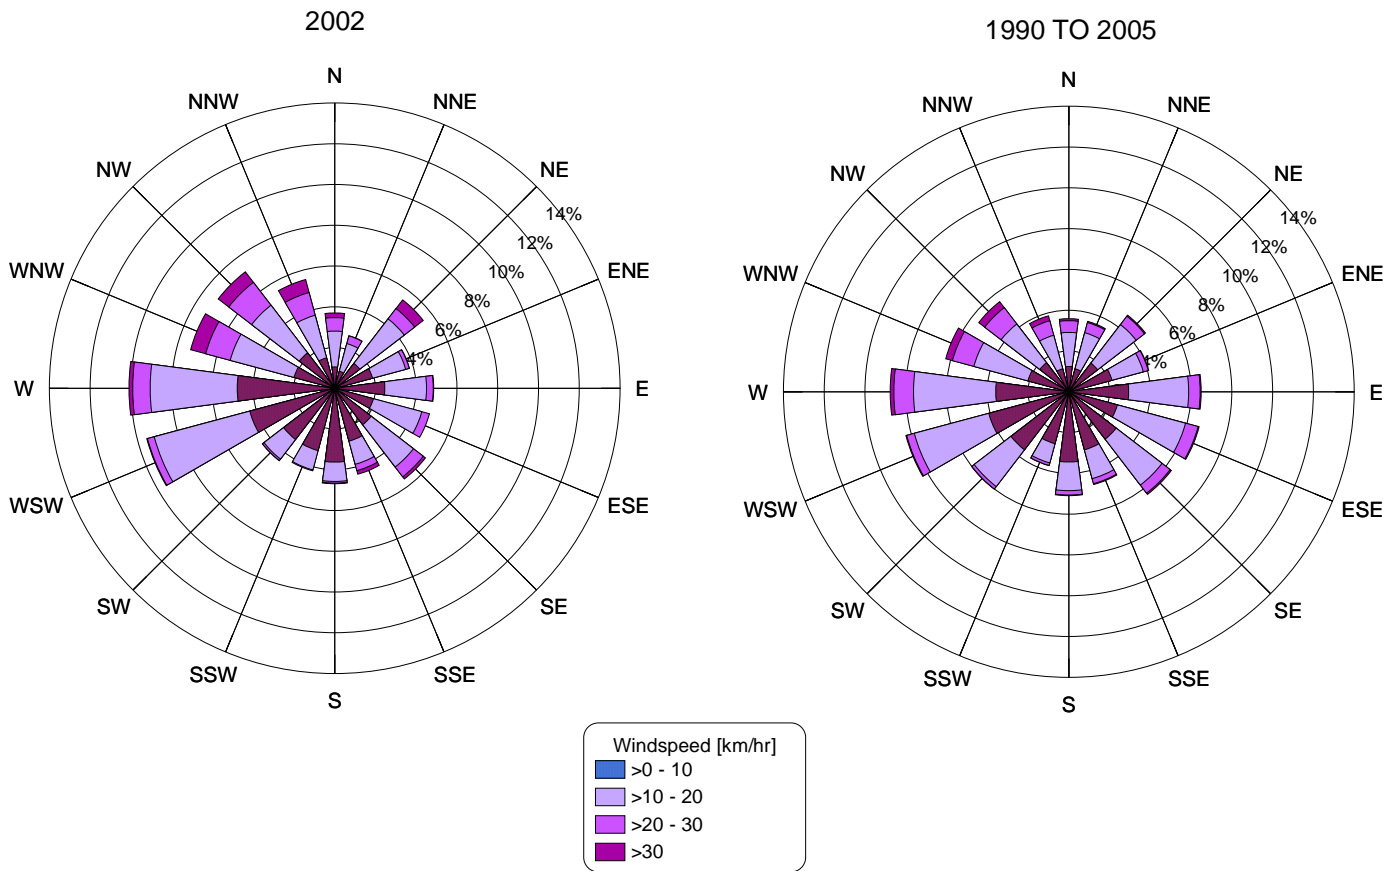 2002
N
NNE
NE
ENE
E
ESE
SE
SSE
S
SSW
SW
WSW
W
WNW
NW
NNW
14%
12%
10%
8%
6%
4%
1990 TO 2005
N
NNE
NE
ENE
E
ESE
SE
SSE
S
SSW
SW
WSW
W
WNW
NW
NNW
14%
12%
10%
8%
6%
4%
Windspeed [km/hr]
>0 - 10
>10 - 20
>20 - 30
>30